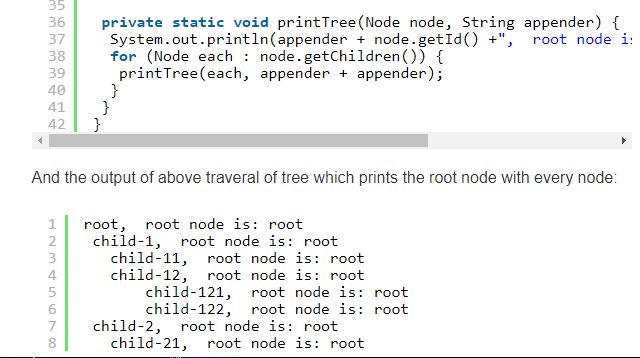 35
36 private static void printTree(Node node, String appender) {
37 System.out.println(appender + node.getId() +", root node is
38 for (Node each : node.getChildren()) {
39 printTree(each, appender + appender);
40 }
41 }
42 }
And the output of above traveral of tree which prints the root node with every node:
1 root, root node is: root
2 child-1, root node is: root
3 child-11, root node is: root
4 child-12, root node is: root
5 child-121, root node is: root
6 child-122, root node is: root
7 child-2, root node is: root
8 child-21, root node is: root